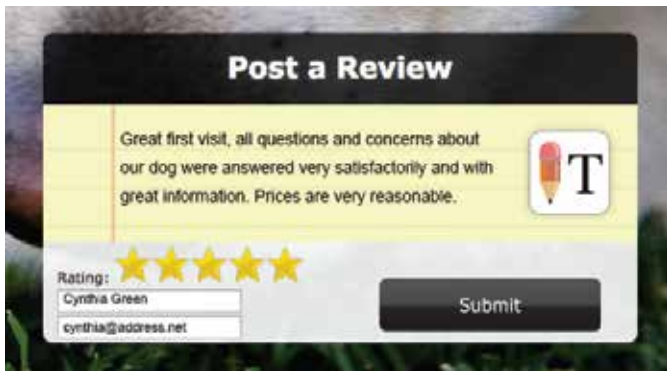 Post a Review
Great first visit, all questions and concerns about
our dog were answered very satisfactorily and with
great information. Prices are very reasonable.
T
Rating:
Cynthia Green
cynthia@address.net
Submit